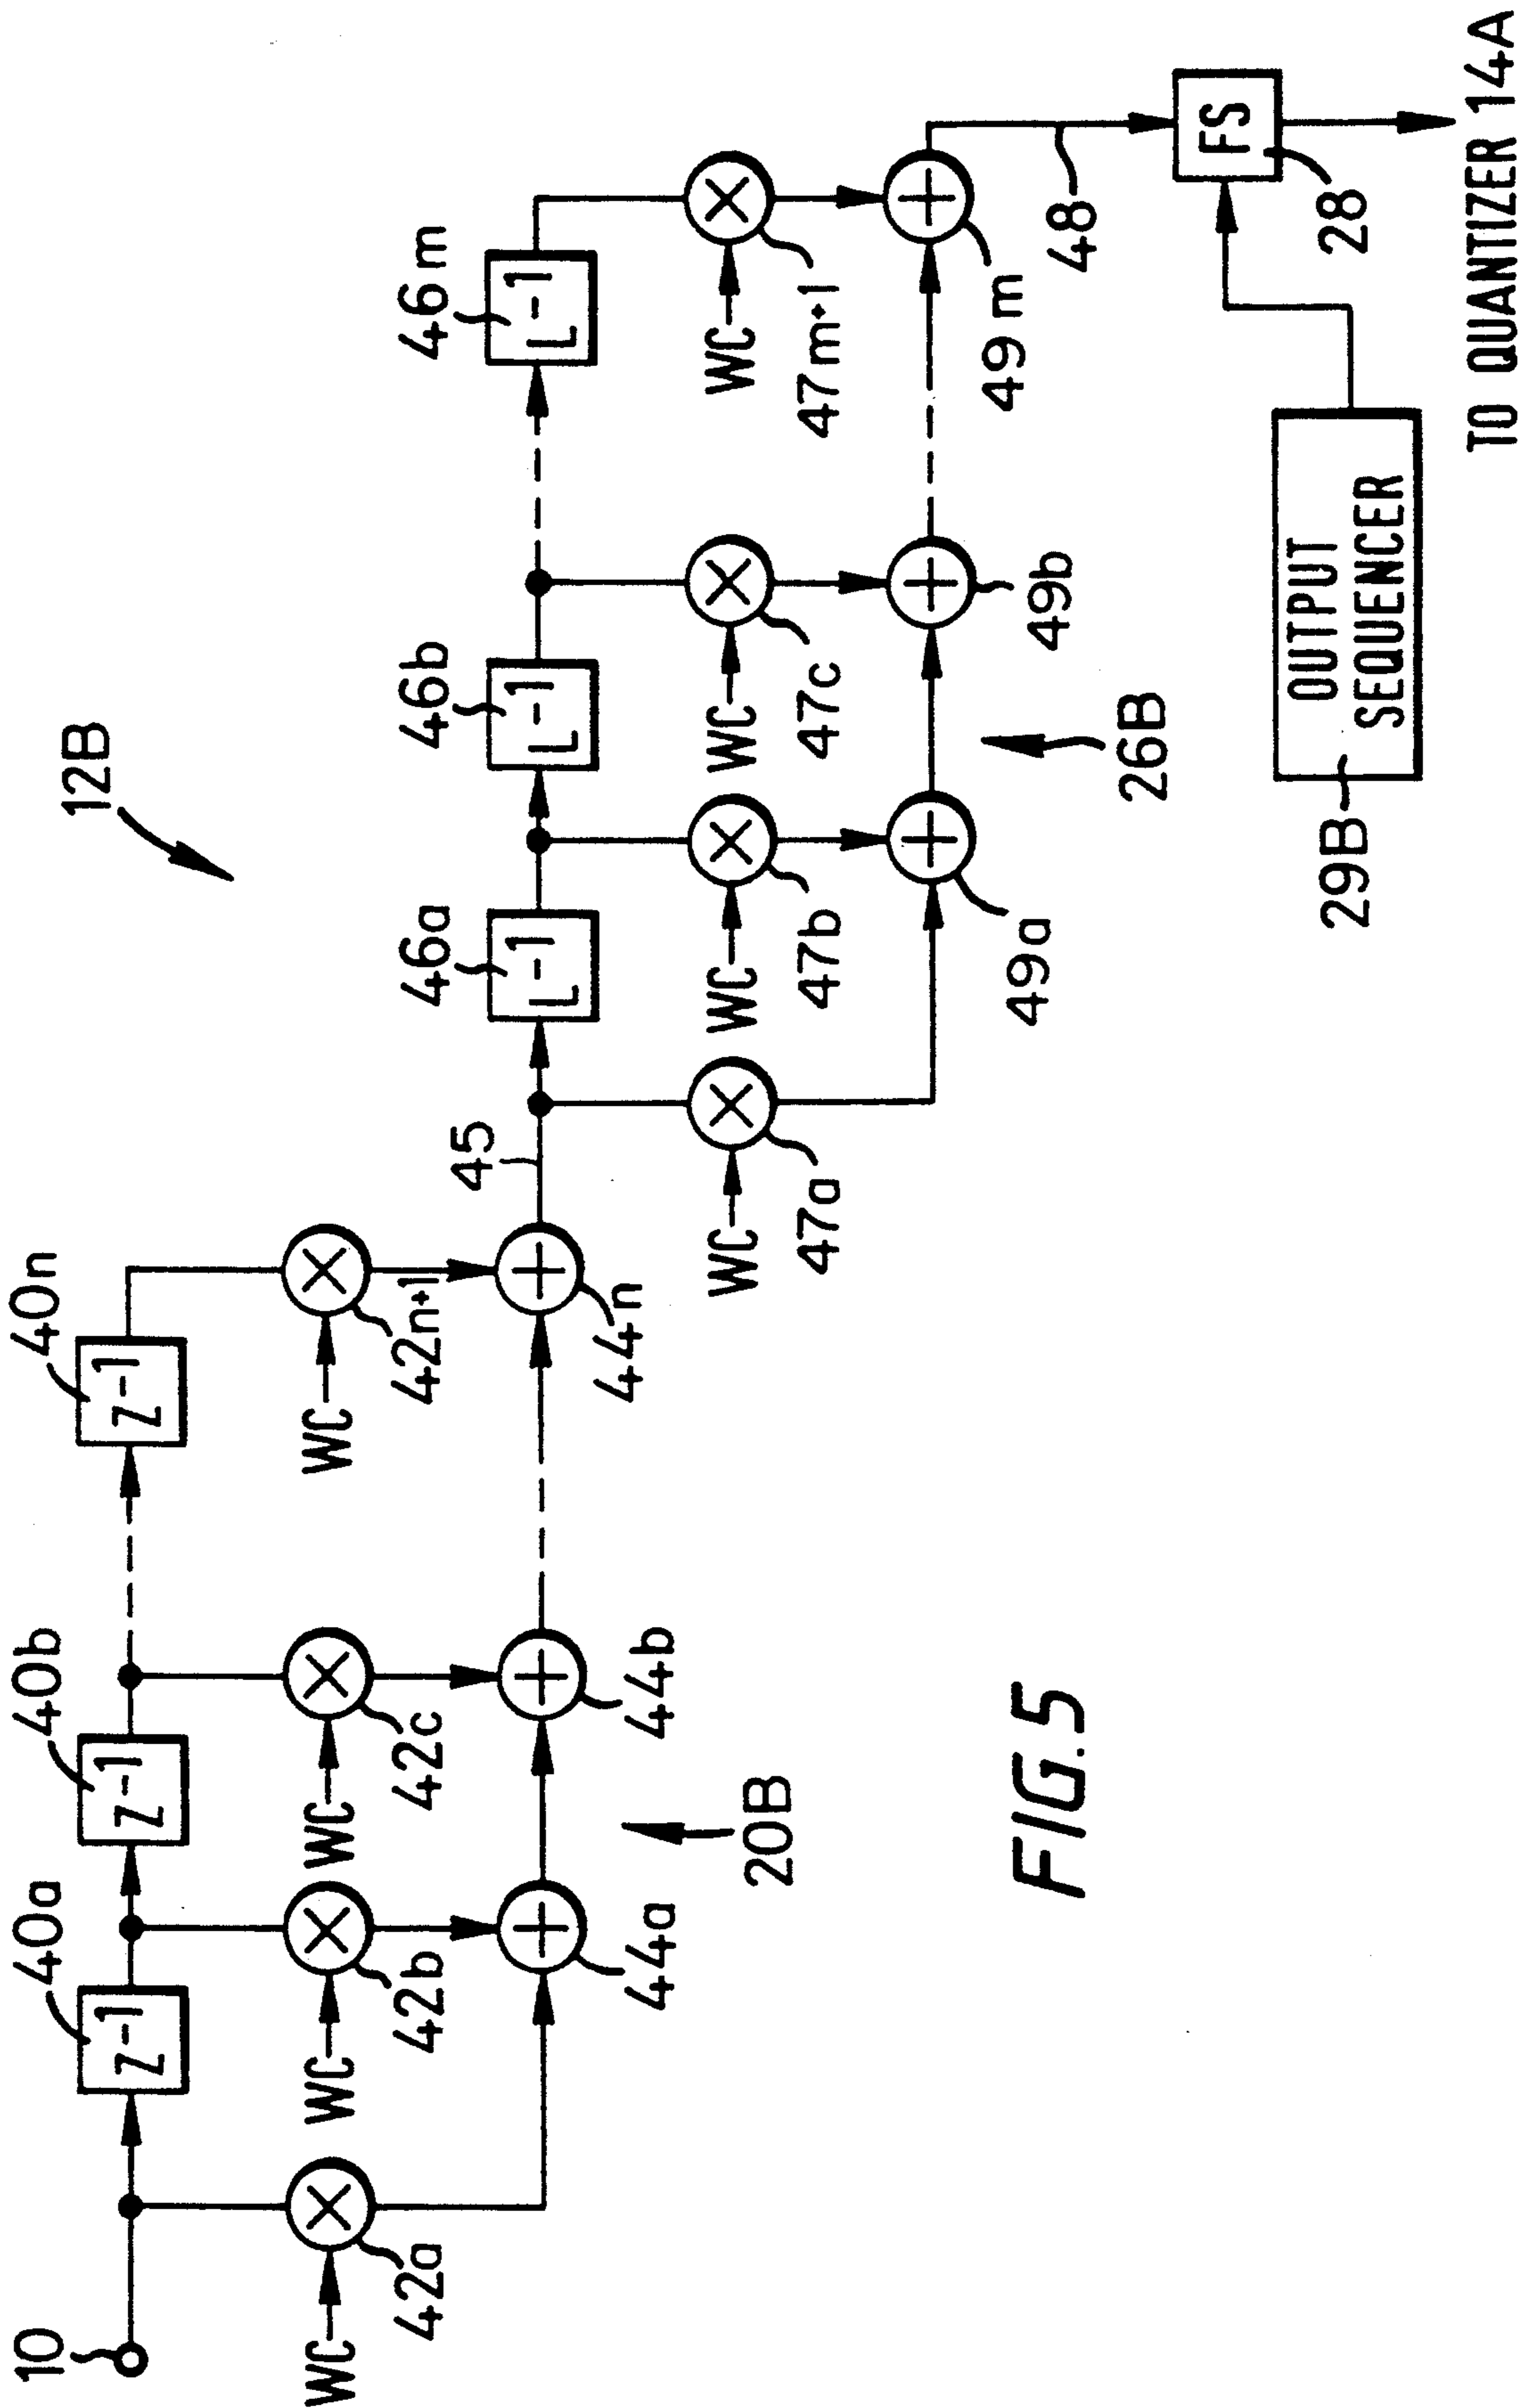 12B
10
40a
40b
40n
Z-1
Z-1
Z-1
WC
WC
WC
WC
42a
42b
42c
42n+1
44a
44b
44n
20B
45
46a
46b
46m
L-1
L-1
L-1
WC
WC
WC
WC
47a
47b
47c
47m+1
49a
49b
49m
26B
48
FS
28
OUTPUT
SEQUENCER
29B
TO QUANTIZER 14A
FIG.5